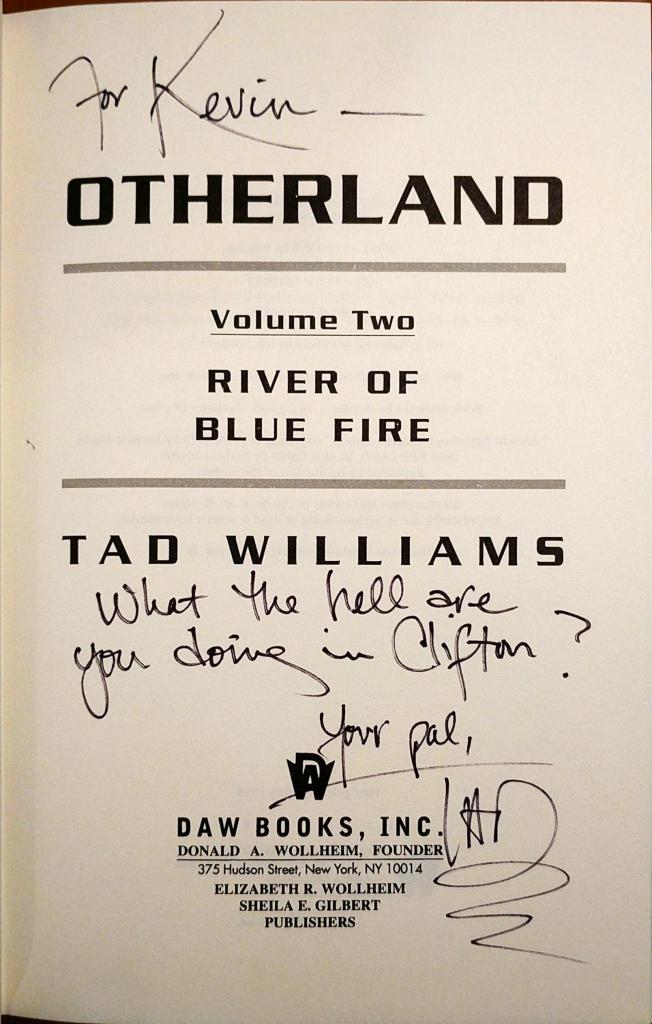 For Kevin —
OTHERLAND
Volume Two
RIVER OF
BLUE FIRE
TAD WILLIAMS
What the hell are
you doing in Clifton?
Your pal,
DAW BOOKS, INC.
DONALD A. WOLLHEIM, FOUNDER
375 Hudson Street, New York, NY 10014
ELIZABETH R. WOLLHEIM
SHEILA E. GILBERT
PUBLISHERS